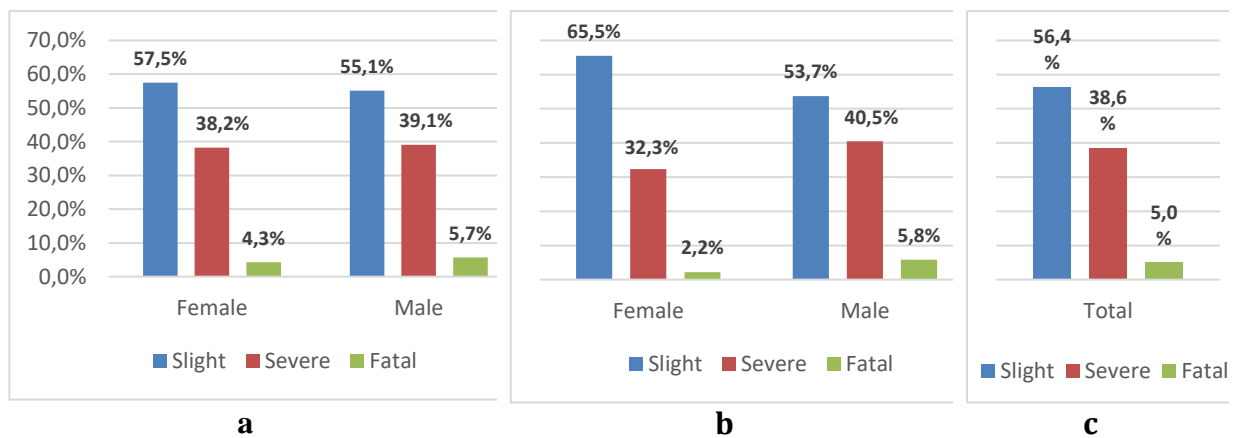 70,0%
60,0%
50,0%
40,0%
30,0%
20,0%
10,0%
0,0%
57,5%
38,2%
4,3%
55,1%
39,1%
5,7%
Female Male
Slight Severe Fatal
a
65,5%
32,3%
2,2%
53,7%
40,5%
5,8%
Female Male
Slight Severe Fatal
b
56,4
%
38,6
%
5,0
%
Total
Slight Severe Fatal
c